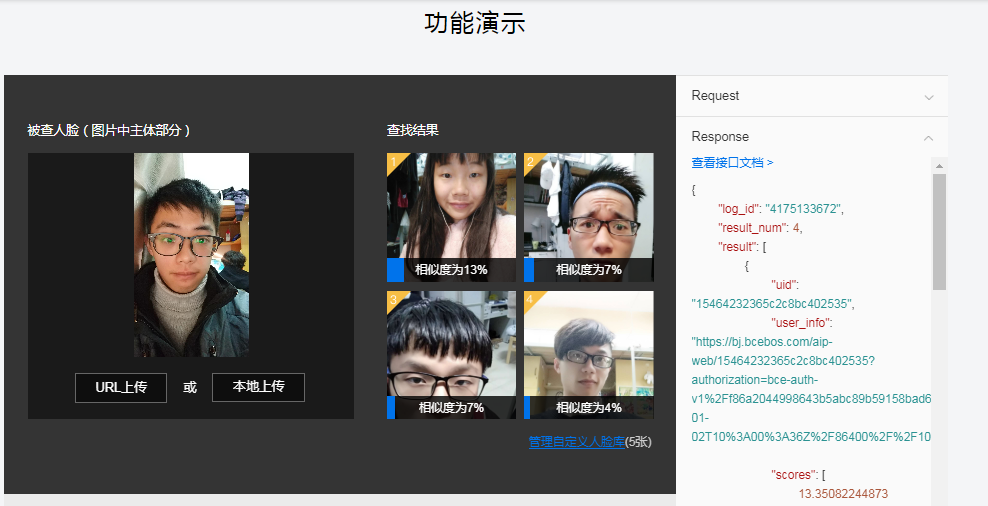 功能演示
被查人脸（图片中主体部分）
URL上传 或 本地上传
查找结果
1
相似度为13%
2
相似度为7%
3
相似度为7%
4
相似度为4%
管理自定义人脸库(5张)
Request
Response
查看接口文档 >
{
"log_id": "4175133672",
"result_num": 4,
"result": [
{
"uid":
"15464232365c2c8bc402535",
"user_info":
"https://bj.bcebos.com/aip-
web/15464232365c2c8bc402535?
authorization=bce-auth-
v1%2Ff86a2044998643b5abc89b59158bad6
01-
02T10%3A00%3A36Z%2F86400%2F%2F10
"scores": [
13.35082244873